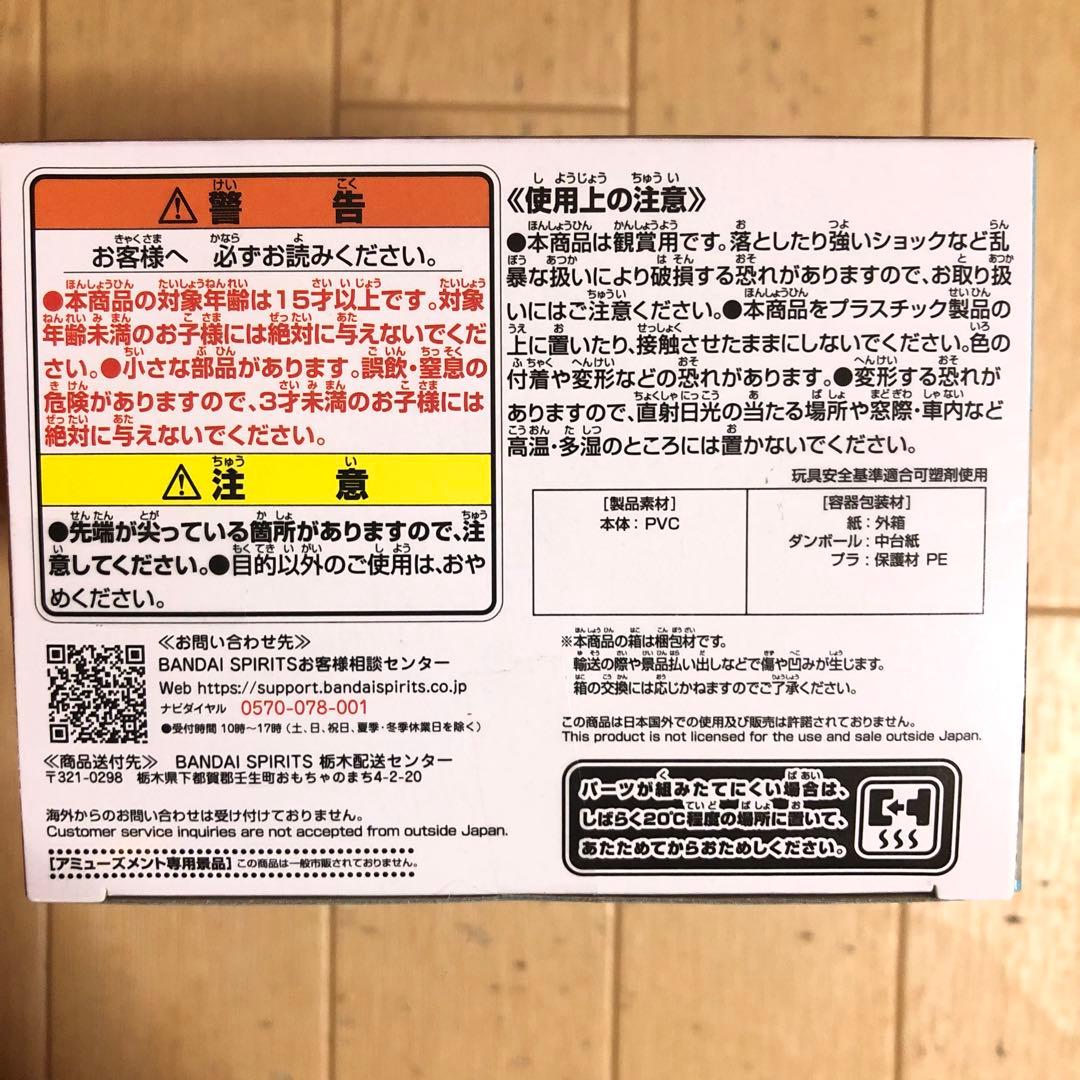 警告
お客様へ 必ずお読みください。
●本商品の対象年齢は15才以上です。対象
年齢未満のお子様には絶対に与えないでくだ
さい。●小さな部品があります。誤飲・窒息の
危険がありますので、3才未満のお子様には
絶対に与えないでください。
注意
●先端が尖っている箇所がありますので、注
意してください。●目的以外のご使用は、おや
めください。
≪お問い合わせ先≫
BANDAI SPIRITSお客様相談センター
Web https://support.bandaispirits.co.jp
ナビダイヤル 0570-078-001
●受付時間 10時~17時(土、日、祝日、夏季・冬季休業日を除く)
≪商品送付先≫ BANDAI SPIRITS 栃木配送センター
〒321-0298 栃木県下都賀郡壬生町おもちゃのまち4-2-20
海外からのお問い合わせは受け付けておりません。
Customer service inquiries are not accepted from outside Japan.
[アミューズメント専用景品] この商品は一般市販されておりません。
≪使用上の注意≫
●本商品は観賞用です。落としたり強いショックなど乱
暴な扱いにより破損する恐れがありますので、お取り扱
いにはご注意ください。●本商品をプラスチック製品の
上に置いたり、接触させたままにしないでください。色の
付着や変形などの恐れがあります。●変形する恐れが
ありますので、直射日光の当たる場所や窓際・車内など
高温・多湿のところには置かないでください。
玩具安全基準適合可塑剤使用
[製品素材]
本体:PVC
[容器包装材]
紙:外箱
ダンボール:中台紙
プラ:保護材 PE
※本商品の箱は梱包材です。
輸送の際や景品払い出しなどで傷や凹みが生じます。
箱の交換には応じかねますのでご了承ください。
この商品は日本国外での使用及び販売は許諾されておりません。
This product is not licensed for the use and sale outside Japan.
パーツが組みたてにくい場合は、
しばらく20℃程度の場所に置いて、
あたためてからおためしください。